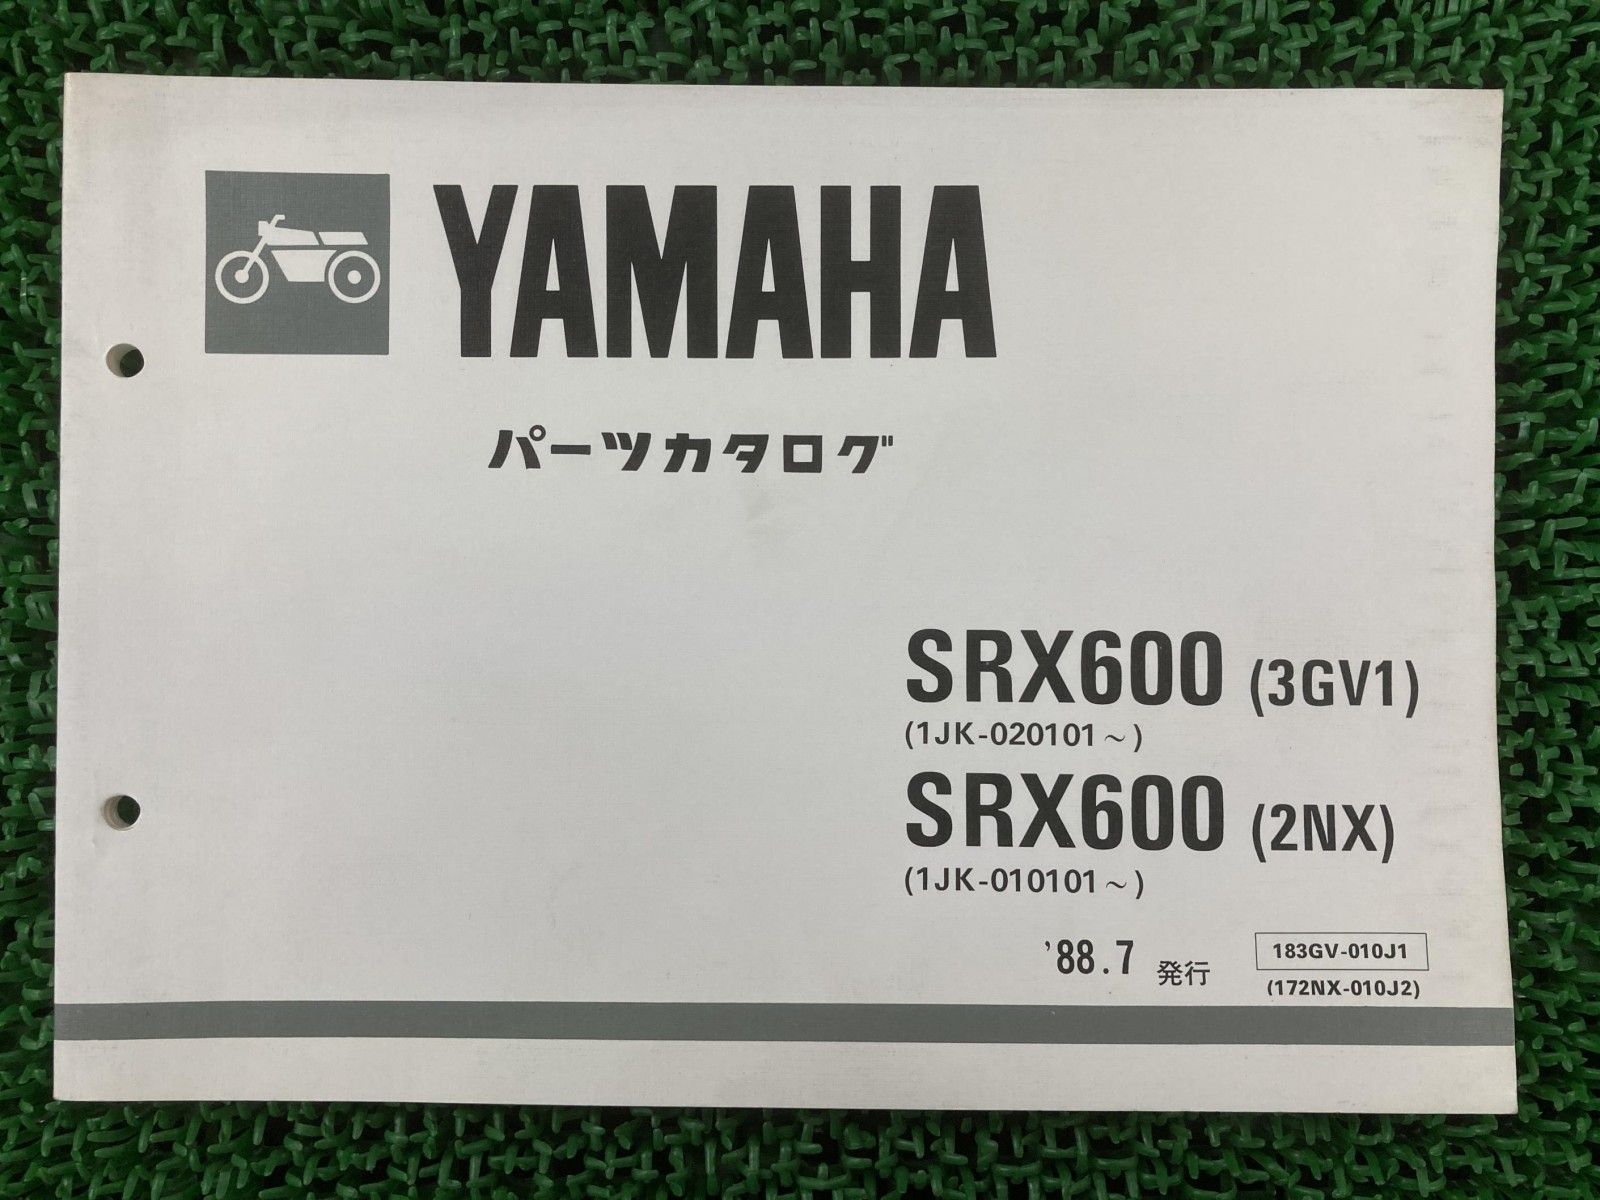 YAMAHA
パーツカタログ
SRX600 (3GV1)
(1JK-020101～)
SRX600 (2NX)
(1JK-010101～)
'88.7 発行
183GV-010J1
(172NX-010J2)